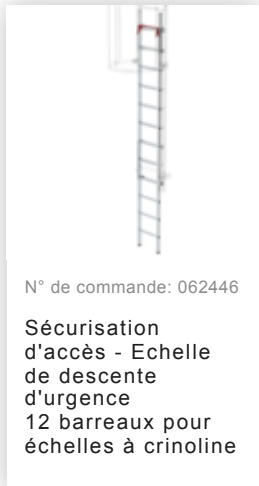 N° de commande: 062446
Sécurisation
d'accès - Echelle
de descente
d'urgence
12 barreaux pour
échelles à crinoline